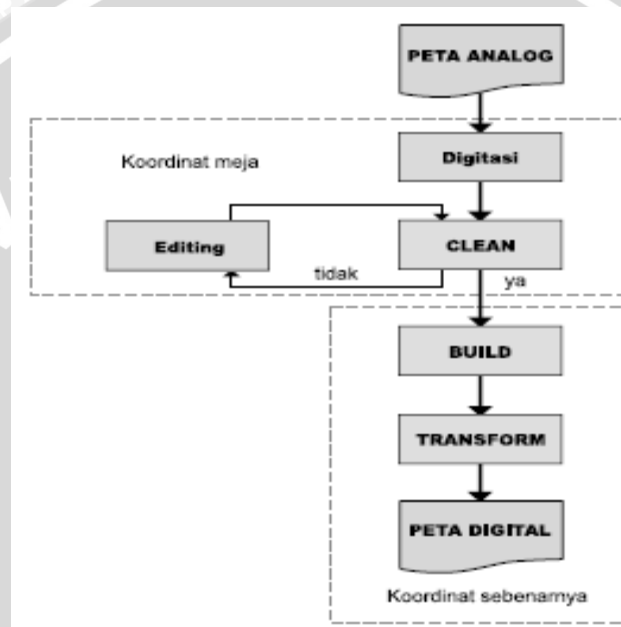 PETA ANALOG
Koordinat meja
Digitasi
Editing
CLEAN
tidak
ya
BUILD
TRANSFORM
PETA DIGITAL
Koordinat sebenarnya